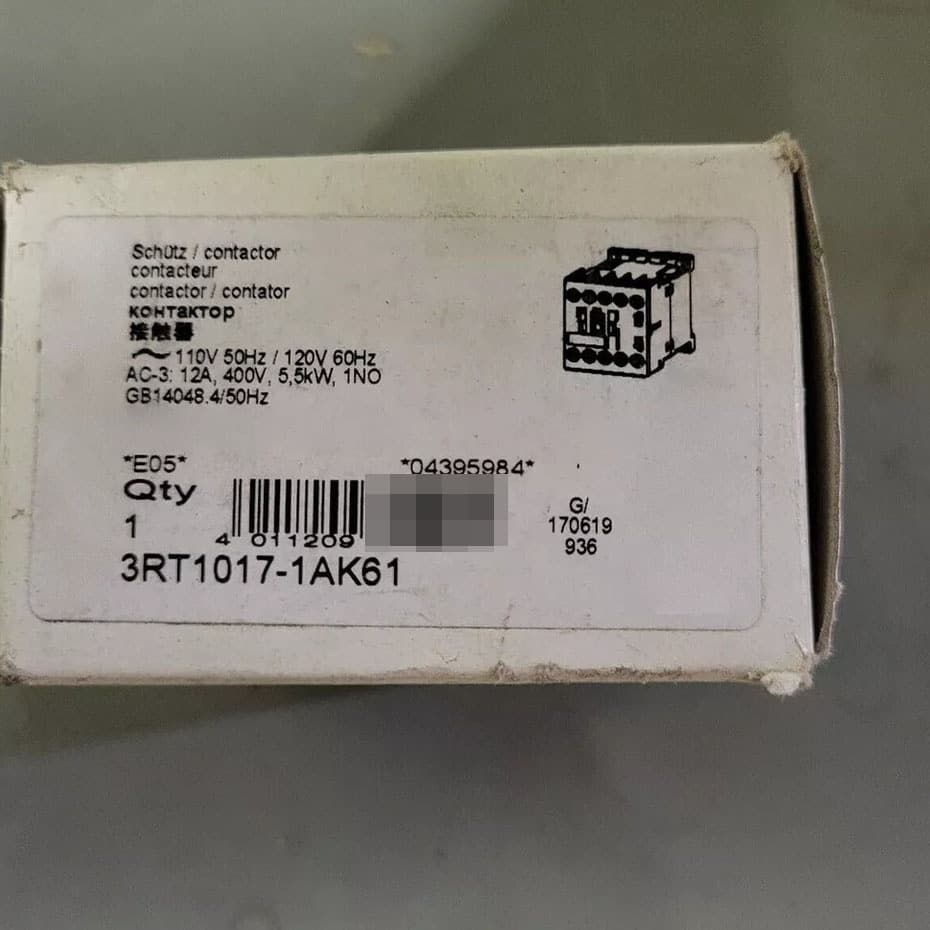 Schütz / contactor
contacteur
contactor / contator
контактор
接触器
110V 50Hz / 120V 60Hz
AC-3: 12A, 400V, 5,5kW, 1NO
GB14048.4/50Hz
*E05*
*04395984*
Qty
1
4 011209
G/
170619
936
3RT1017-1AK61